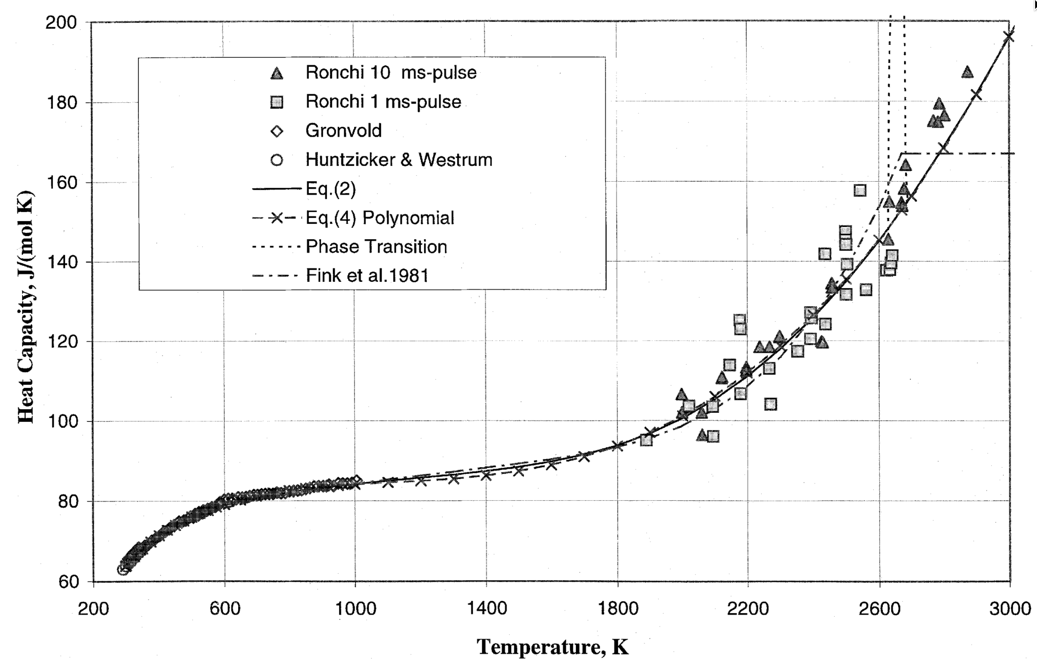 200
180
160
140
120
100
80
60
Heat Capacity, J/(mol K)
Ronchi 10 ms-pulse
Ronchi 1 ms-pulse
Gronvold
Huntzicker & Westrum
Eq.(2)
Eq.(4) Polynomial
Phase Transition
Fink et al.1981
200 600 1000 1400 1800 2200 2600 3000
Temperature, K